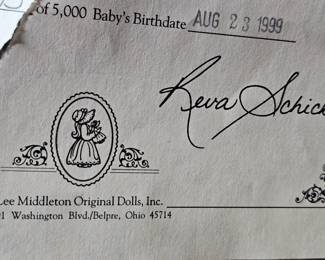 of 5,000 Baby's Birthdate AUG 23 1999
Reva Schick
Lee Middleton Original Dolls, Inc.
1 Washington Blvd./Belpre, Ohio 45714